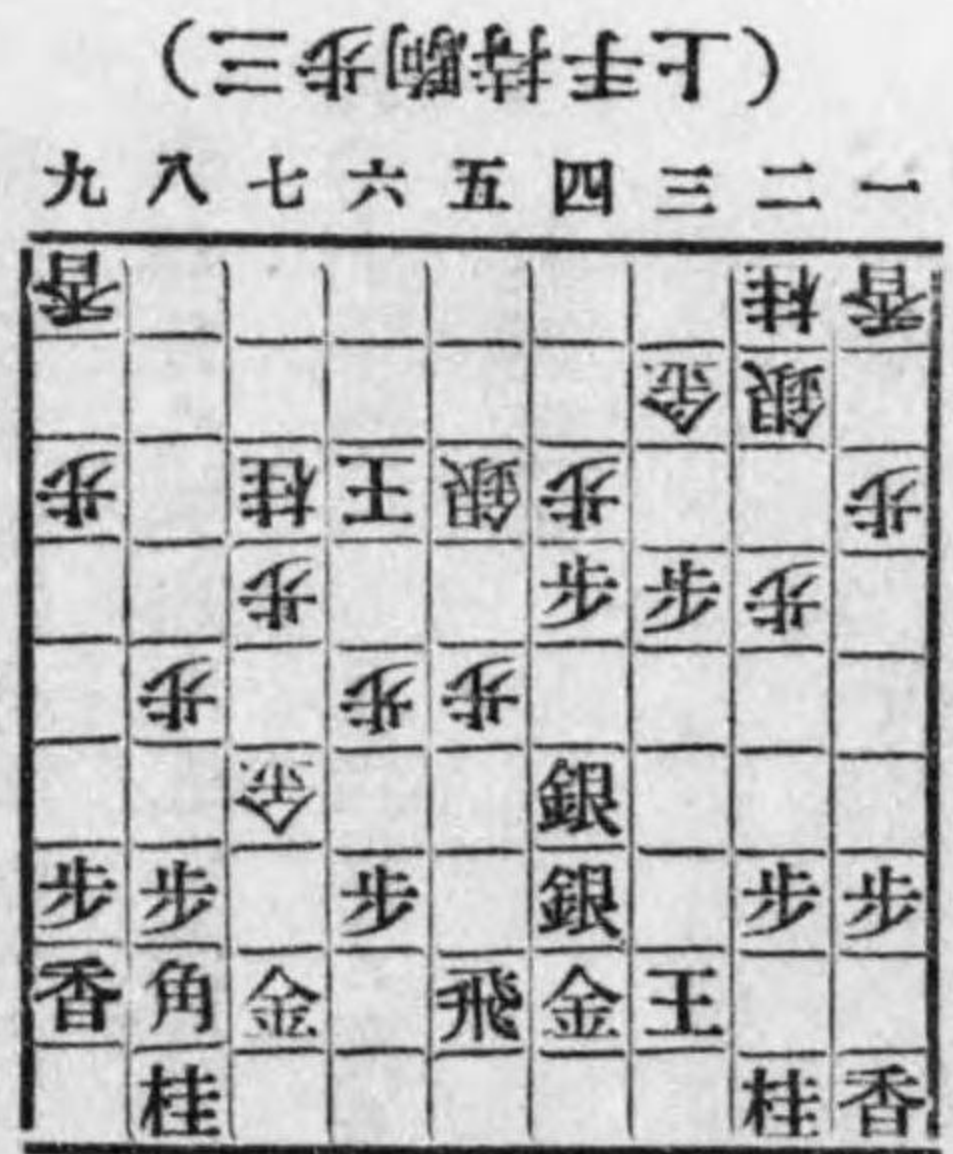 （上手持駒歩三）
九八七六五四三二一
香桂香
金銀
歩桂王銀歩歩
歩歩歩歩
歩歩歩
金銀
歩歩歩銀歩歩
香角金飛金王
桂桂香